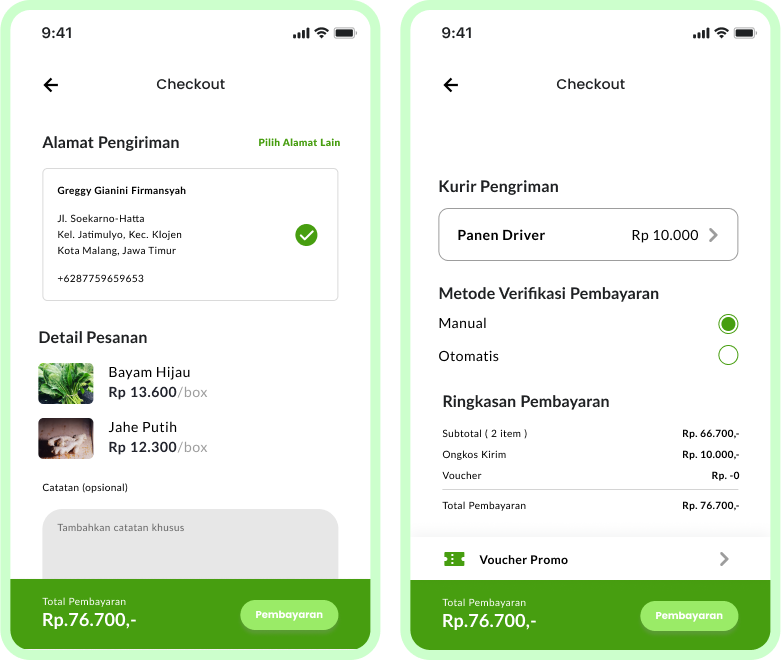 9:41
Checkout
Alamat Pengiriman
Pilih Alamat Lain
Greggy Gianini Firmansyah
Jl. Soekarno-Hatta
Kel. Jatimulyo, Kec. Klojen
Kota Malang, Jawa Timur
+6287759659653
Detail Pesanan
Bayam Hijau
Rp 13.600/box
Jahe Putih
Rp 12.300/box
Catatan (opsional)
Tambahkan catatan khusus
Total Pembayaran
Rp.76.700,-
Pembayaran
9:41
Checkout
Kurir Pengriman
Panen Driver Rp 10.000
Metode Verifikasi Pembayaran
Manual
Otomatis
Ringkasan Pembayaran
Subtotal ( 2 item ) Rp. 66.700,-
Ongkos Kirim Rp. 10.000,-
Voucher Rp. -0
Total Pembayaran Rp. 76.700,-
Voucher Promo
Total Pembayaran
Rp.76.700,-
Pembayaran